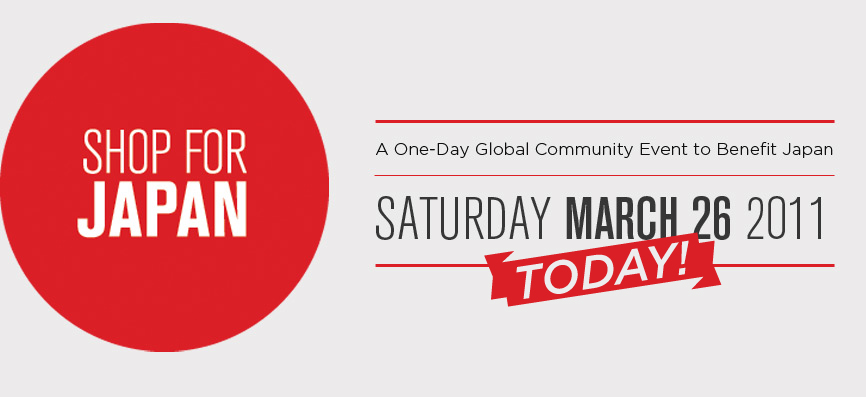 SHOP FOR
JAPAN
A One-Day Global Community Event to Benefit Japan
SATURDAY MARCH 26 2011
TODAY!